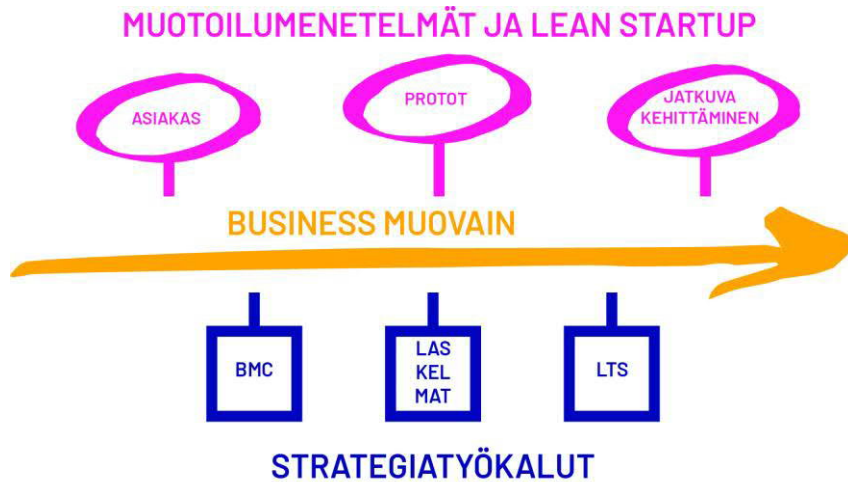 MUOTOILUMENETELMÄT JA LEAN STARTUP
ASIAKAS
PROTOT
JATKUVA
KEHITTÄMINEN
BUSINESS MUOVAIN
BMC
LAS
KEL
MAT
LTS
STRATEGIATYÖKALUT